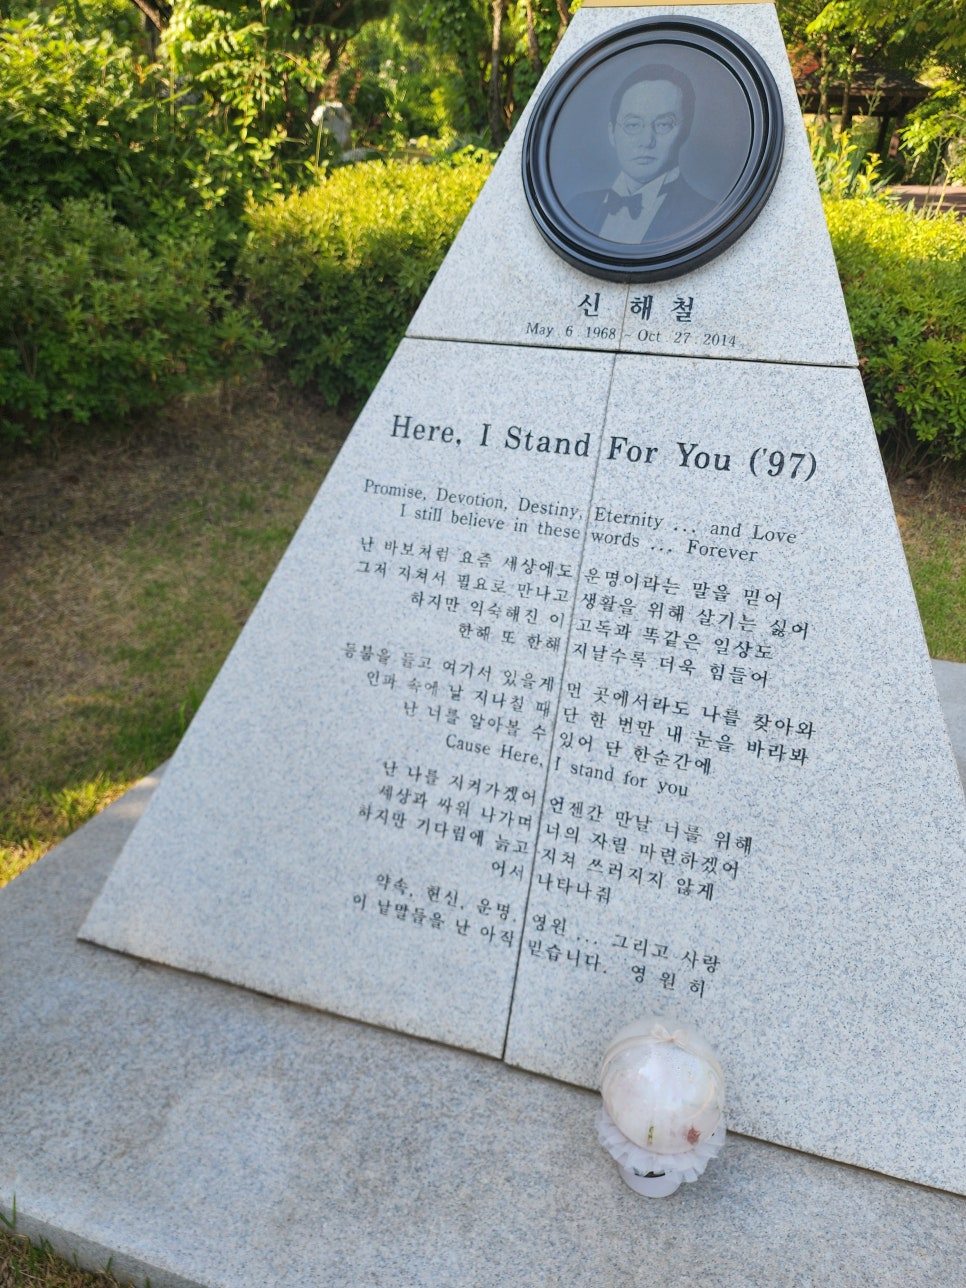 신해철
May 6 1968 - Oct 27 2014
Here, I Stand For You ('97)
Promise, Devotion, Destiny, Eternity ... and Love
I still believe in these words ... Forever
난 바보처럼 요즘 세상에도 운명이라는 말을 믿어
그저 지쳐서 필요로 만나고 생활을 위해 살기는 싫어
하지만 익숙해진 이 고독과 똑같은 일상도
한해 또 한해 지날수록 더욱 힘들어
등불을 들고 여기서 있을게 먼 곳에서라도 나를 찾아와
인파 속에 날 지나칠 때 단 한 번만 내 눈을 바라봐
난 너를 알아볼 수 있어 단 한순간에
Cause Here, I stand for you
난 나를 지켜가겠어 언젠간 만날 너를 위해
세상과 싸워 나가며 너의 자릴 마련하겠어
하지만 기다림에 늙고 지쳐 쓰러지지 않게
어서 나타나줘
약속, 헌신, 운명, 영원 ... 그리고 사랑
이 낱말들을 난 아직 믿습니다. 영원히